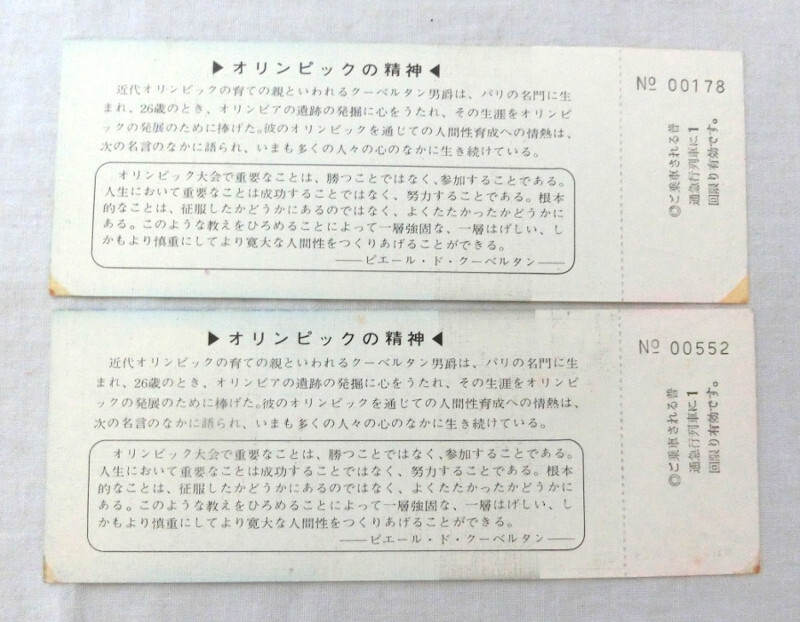 ▶オリンピックの精神◀
近代オリンピックの育ての親といわれるクーベルタン男爵は、パリの名門に生
まれ、26歳のとき、オリンピアの遺跡の発掘に心をうたれ、その生涯をオリンピ
ックの発展のために捧げた。彼のオリンピックを通じての人間性育成への情熱は、
次の名言のなかに語られ、いまも多くの人々の心のなかに生き続けている。
オリンピック大会で重要なことは、勝つことではなく、参加することである。
人生において重要なことは成功することではなく、努力することである。根本
的なことは、征服したかどうかにあるのではなく、よくたたかったかどうかに
ある。このような教えをひろめることによって一層強固な、一層はげしい、し
かもより慎重にしてより寛大な人間性をつくりあげることができる。
——ピエール・ド・クーベルタン——
№ 00178
◎ご乗車される普
通急行列車に1
回限り有効です。
▶オリンピックの精神◀
近代オリンピックの育ての親といわれるクーベルタン男爵は、パリの名門に生
まれ、26歳のとき、オリンピアの遺跡の発掘に心をうたれ、その生涯をオリンピ
ックの発展のために捧げた。彼のオリンピックを通じての人間性育成への情熱は、
次の名言のなかに語られ、いまも多くの人々の心のなかに生き続けている。
オリンピック大会で重要なことは、勝つことではなく、参加することである。
人生において重要なことは成功することではなく、努力することである。根本
的なことは、征服したかどうかにあるのではなく、よくたたかったかどうかに
ある。このような教えをひろめることによって一層強固な、一層はげしい、し
かもより慎重にしてより寛大な人間性をつくりあげることができる。
——ピエール・ド・クーベルタン——
№ 00552
◎ご乗車される普
通急行列車に1
回限り有効です。